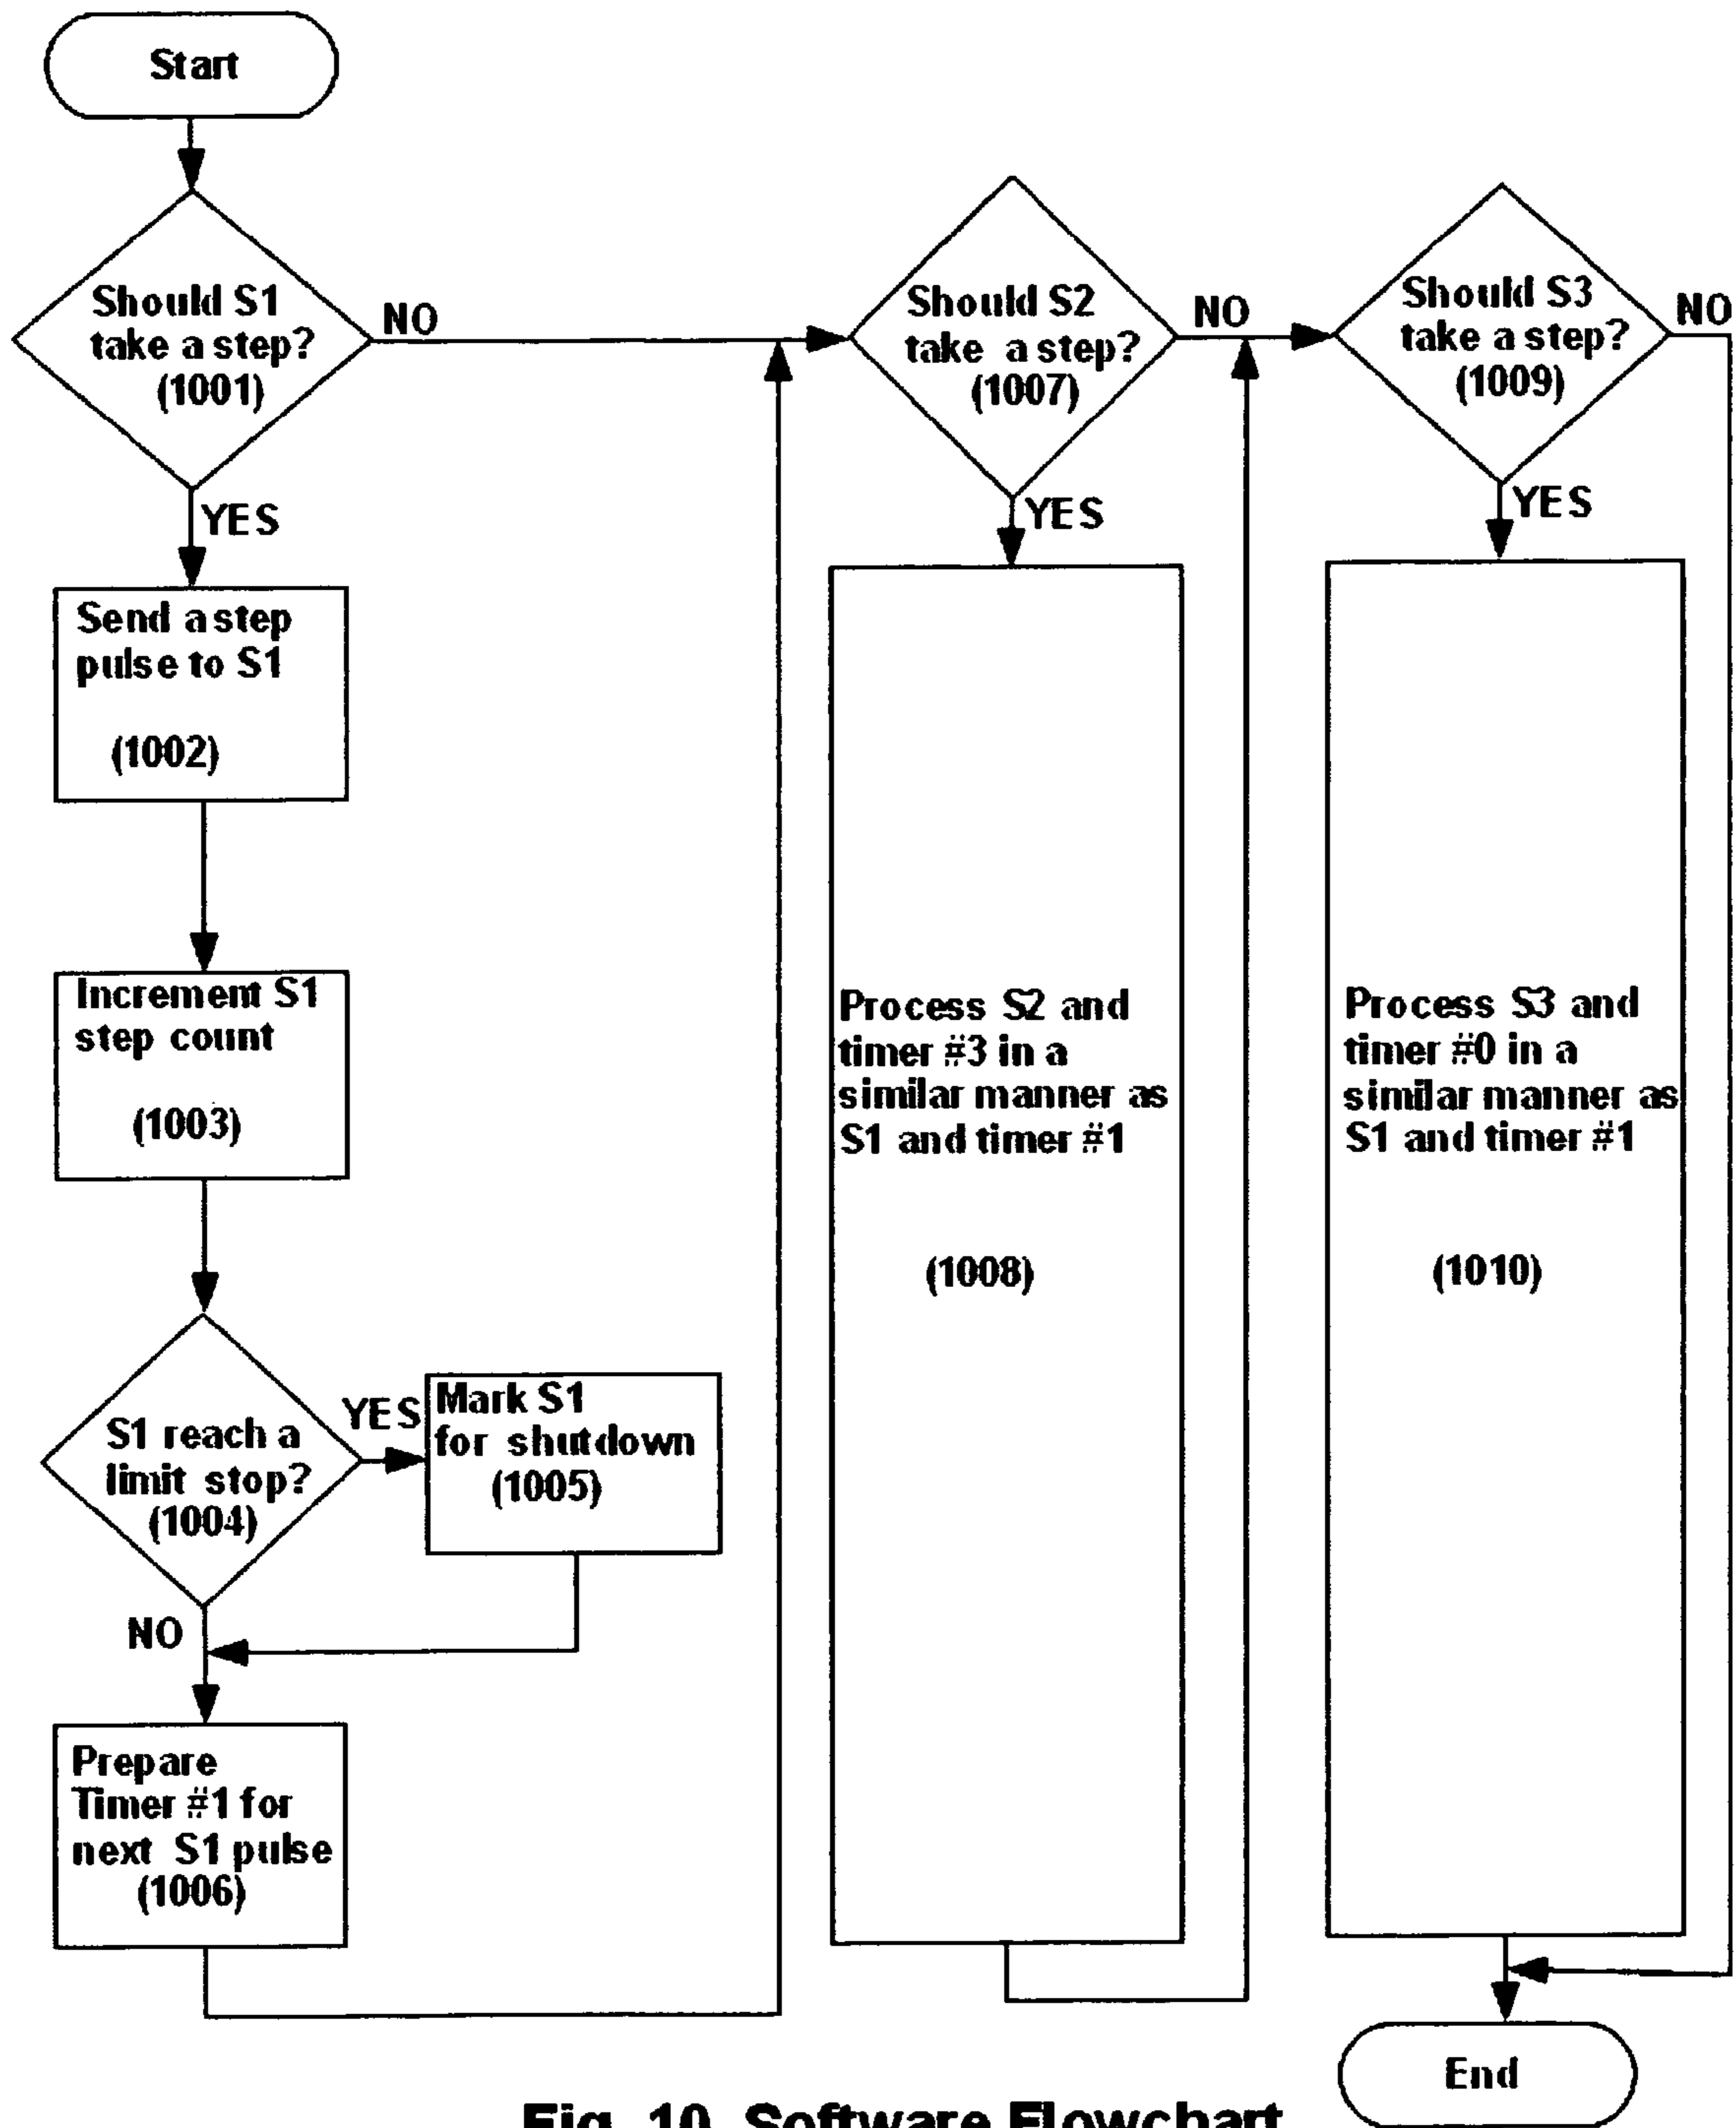 Start
Should S1
take a step?
(1001)
NO
YES
Send a step
pulse to S1
(1002)
Increment S1
step count
(1003)
S1 reach a
limit stop?
(1004)
YES
Mark S1
for shutdown
(1005)
NO
Prepare
Timer #1 for
next S1 pulse
(1006)
Should S2
take a step?
(1007)
NO
YES
Process S2 and
timer #3 in a
similar manner as
S1 and timer #1
(1008)
Should S3
take a step?
(1009)
NO
YES
Process S3 and
timer #0 in a
similar manner as
S1 and timer #1
(1010)
End
Fig. 10 Software Flowchart